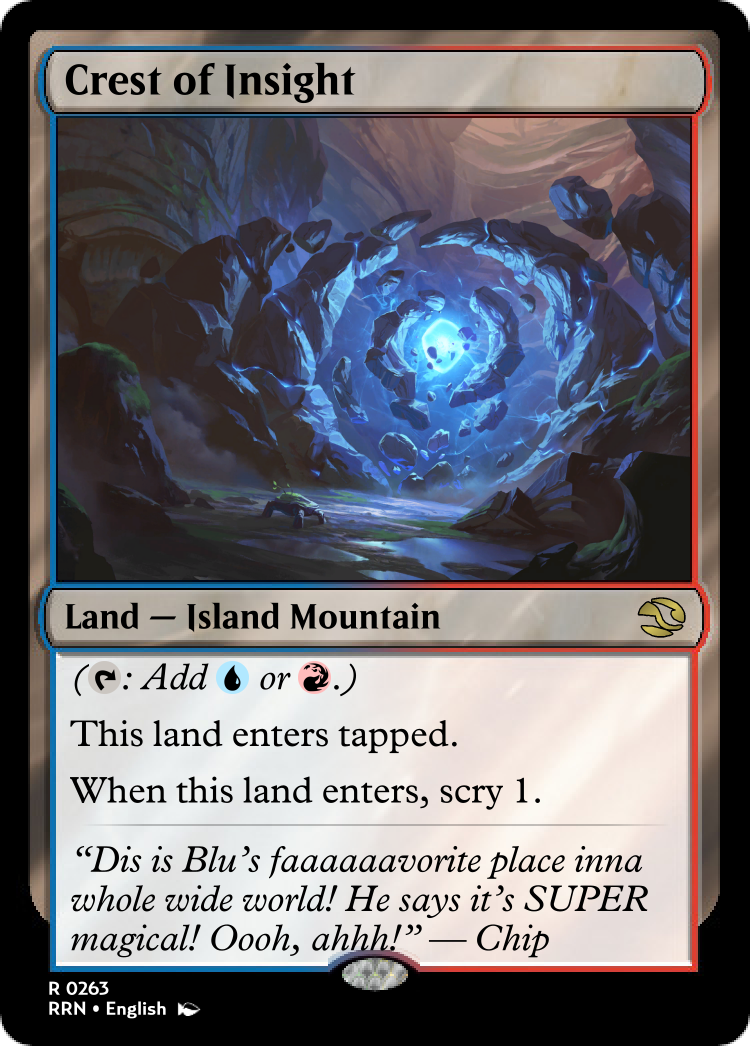 Crest of Insight
Land — Island Mountain
(: Add or .)
This land enters tapped.
When this land enters, scry 1.
“Dis is Blu’s faaaaaavorite place inna
whole wide world! He says it’s SUPER
magical! Oooh, ahhh!” — Chip
R 0263
RRN • English